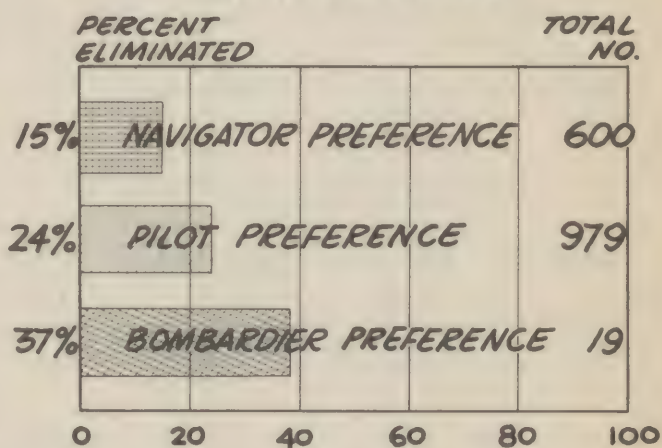 PERCENT ELIMINATED
TOTAL NO.
15% NAVIGATOR PREFERENCE 600
24% PILOT PREFERENCE 979
37% BOMBARDIER PREFERENCE 19
0 20 40 60 80 100